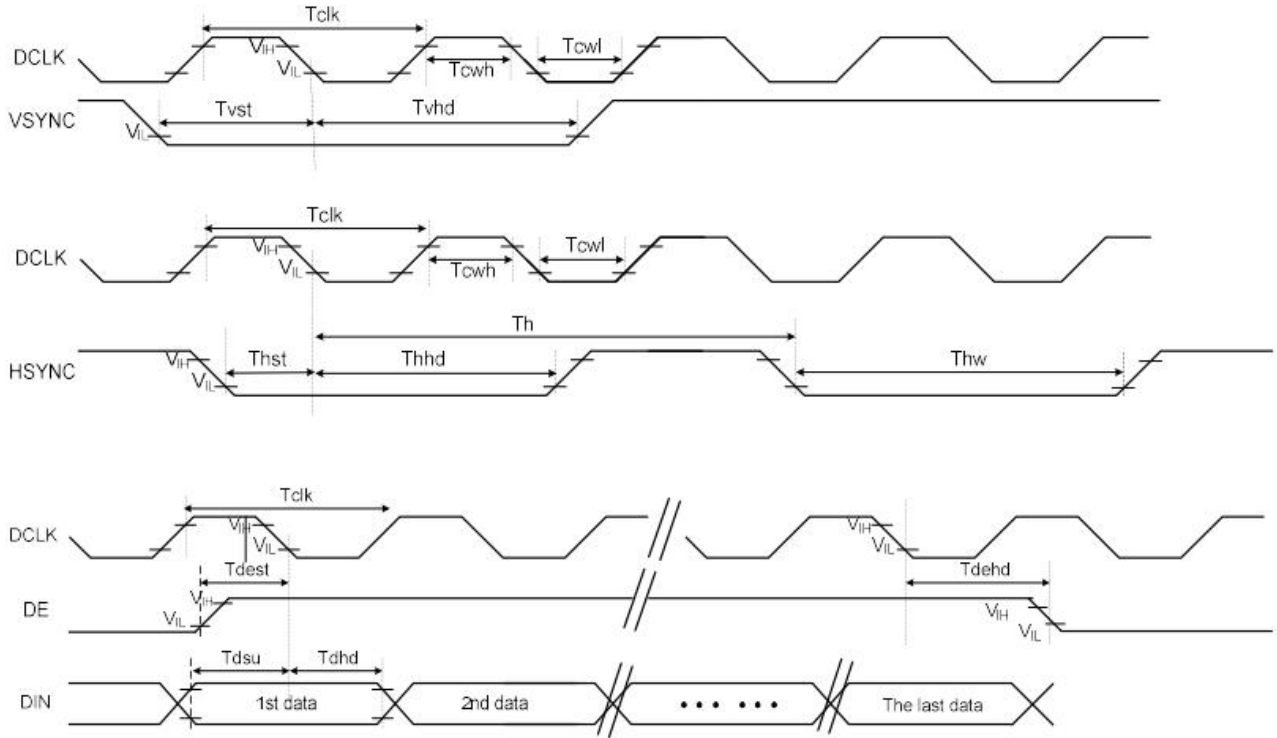 Tclk
DCLK VIH VIL Tcwh Tcwl
VSYNC VIL Tvst Tvhd
Tclk
DCLK VIH VIL Tcwh Tcwl
Th
HSYNC VIH VIL Thst Thhd Thw
Tclk
DCLK VIH VIL VIH VIL
Tdest Tdehd
DE VIH VIL VIH VIL
Tdsu Tdhd
DIN 1st data 2nd data • • • • • • The last data